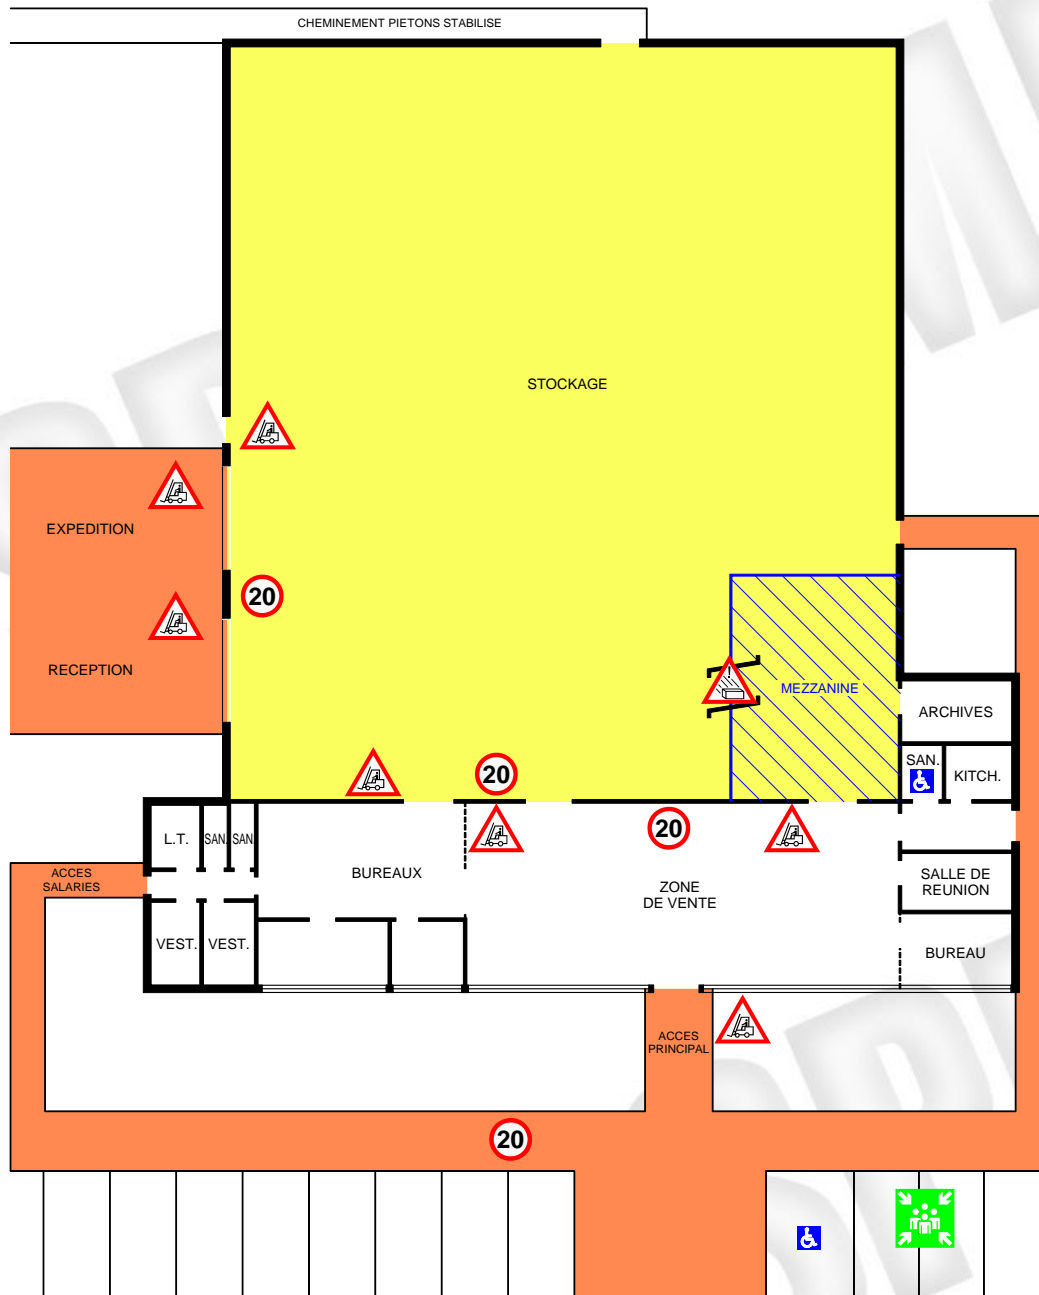 CHEMINEMENT PIETONS STABILISE
STOCKAGE
EXPEDITION
20
RECEPTION
MEZZANINE
ARCHIVES
SAN.
KITCH.
20
20
L.T.
SAN.
SAN.
BUREAUX
ZONE
DE VENTE
SALLE DE
REUNION
ACCES
SALARIES
VEST.
VEST.
BUREAU
ACCES
PRINCIPAL
20